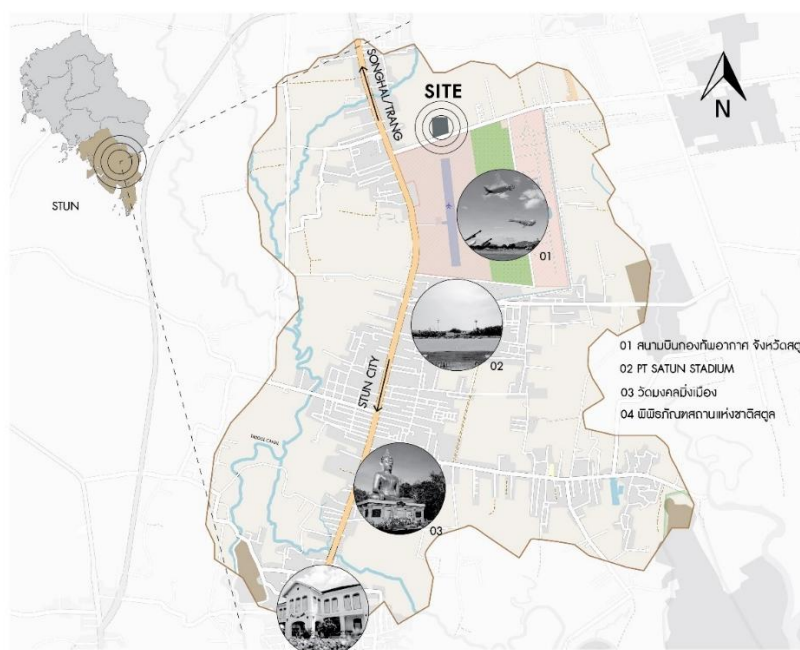 SONGHAL/TRANG
SITE
N
STUN
01
01 สนามบินกองทัพอากาศ จังหวัดสตู
02 PT SATUN STADIUM
03 วัดมงคลมิ่งเมือง
04 พิพิธภัณฑสถานแห่งชาติสตูล
02
STUN CITY
03